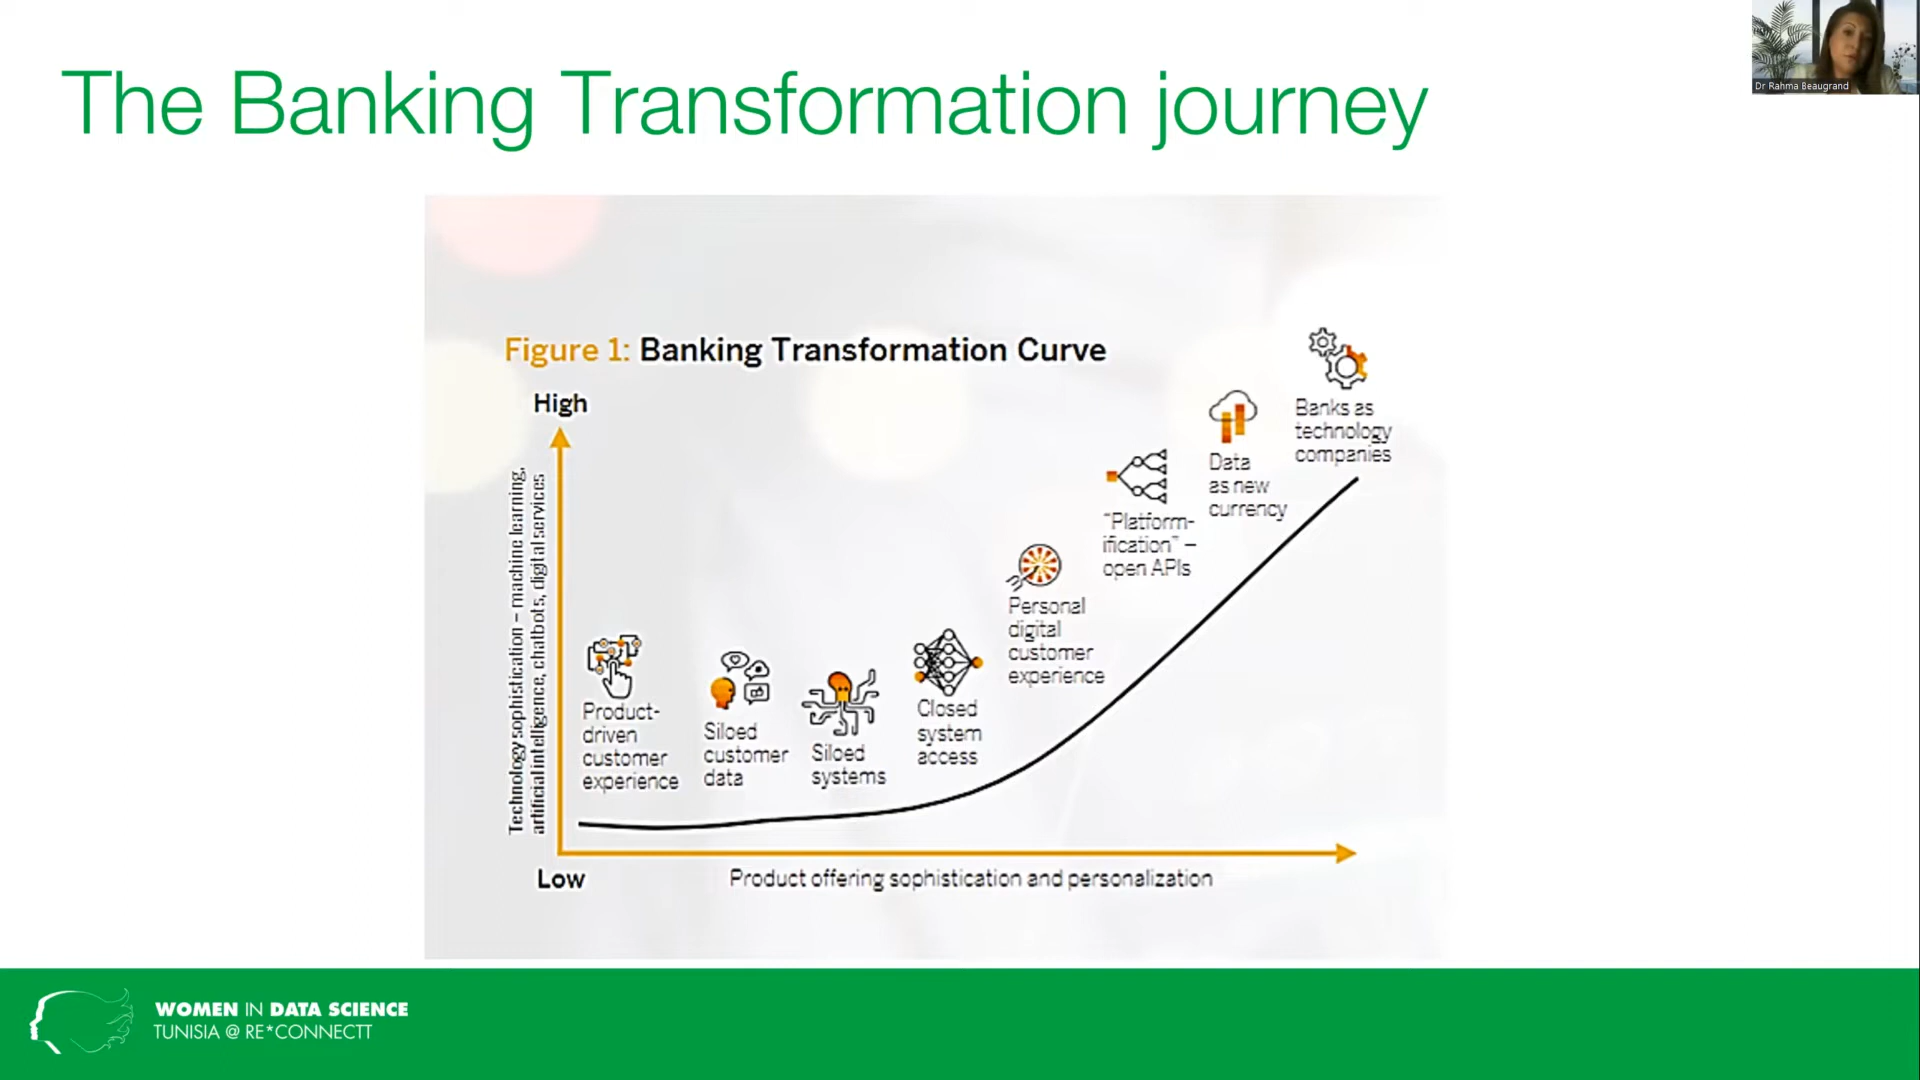 The Banking Transformation journey
Dr Rahma Beaugrand
Figure 1: Banking Transformation Curve
High
Technology sophistication – machine learning,
artificial intelligence, chatbots, digital services
Product-
driven
customer
experience
Siloed
customer
data
Siloed
systems
Closed
system
access
Personal
digital
customer
experience
"Platform-
ification" –
open APIs
Data
as new
currency
Banks as
technology
companies
Low
Product offering sophistication and personalization
WOMEN IN DATA SCIENCE
TUNISIA @ RE*CONNECTT